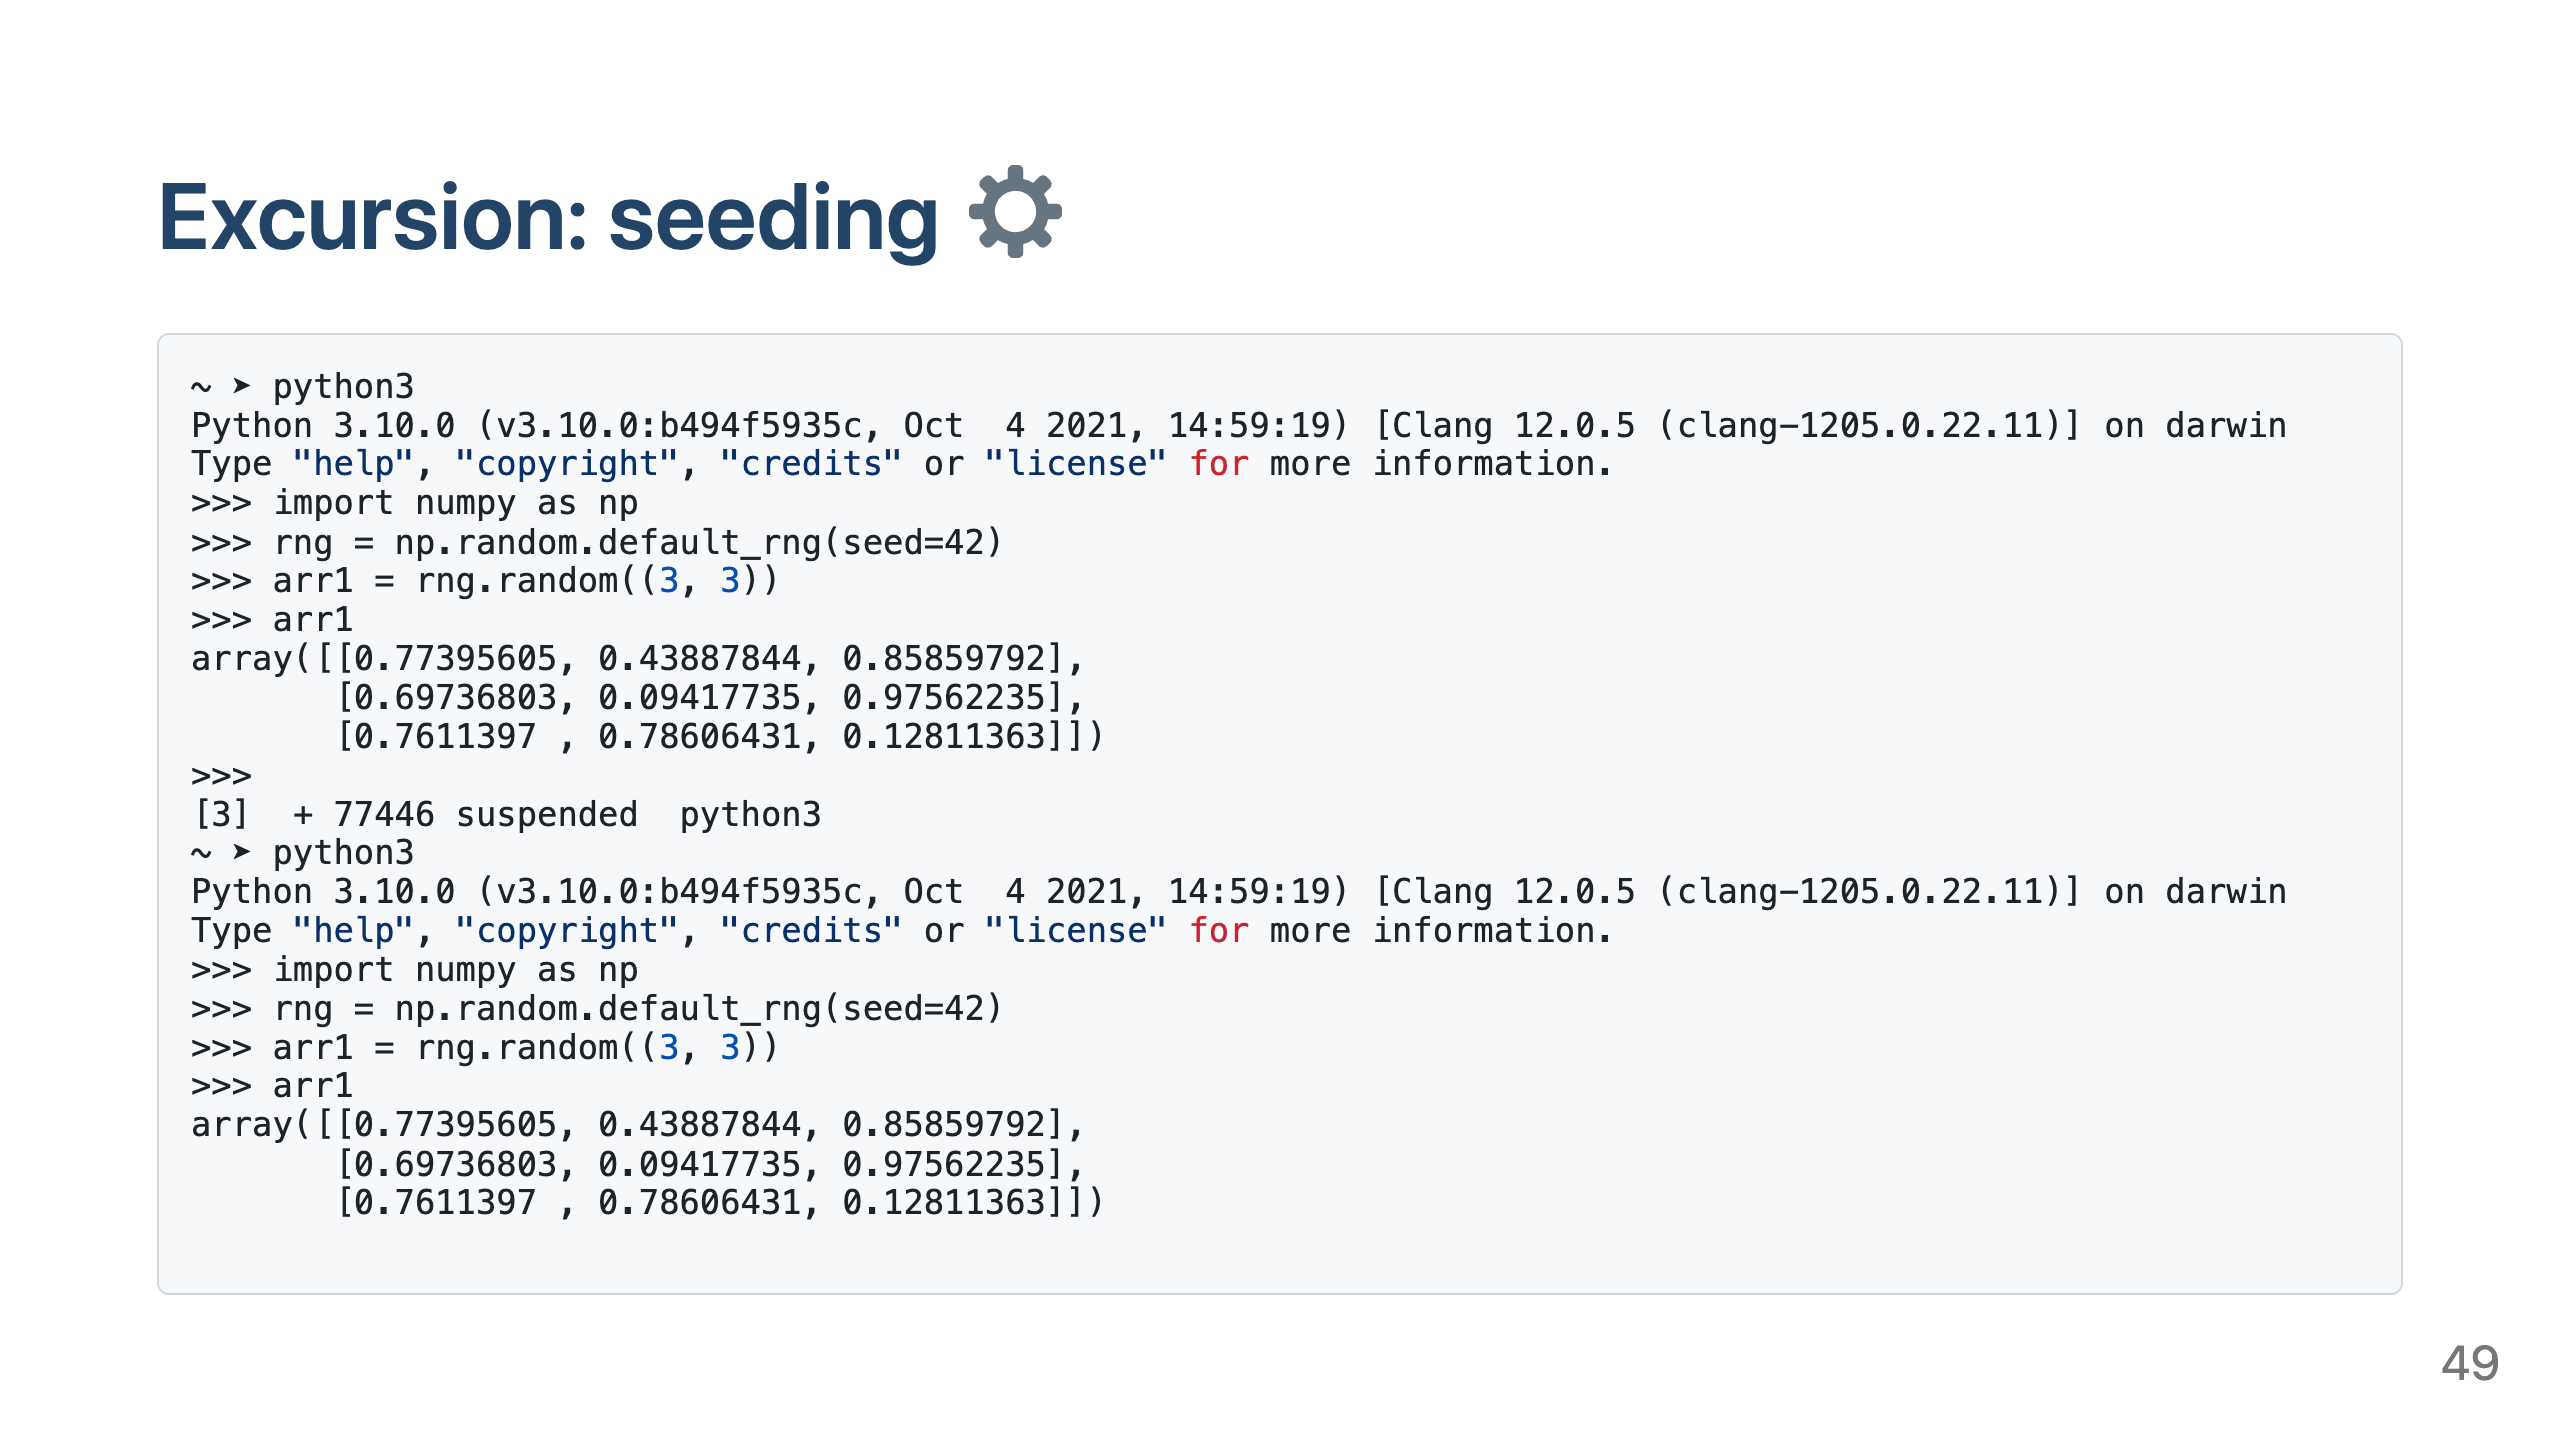 Excursion: seeding ⚙
~ ➤ python3
Python 3.10.0 (v3.10.0:b494f5935c, Oct  4 2021, 14:59:19) [Clang 12.0.5 (clang-1205.0.22.11)] on darwin
Type "help", "copyright", "credits" or "license" for more information.
>>> import numpy as np
>>> rng = np.random.default_rng(seed=42)
>>> arr1 = rng.random((3, 3))
>>> arr1
array([[0.77395605, 0.43887844, 0.85859792],
       [0.69736803, 0.09417735, 0.97562235],
       [0.7611397 , 0.78606431, 0.12811363]])
>>>
[3]  + 77446 suspended  python3
~ ➤ python3
Python 3.10.0 (v3.10.0:b494f5935c, Oct  4 2021, 14:59:19) [Clang 12.0.5 (clang-1205.0.22.11)] on darwin
Type "help", "copyright", "credits" or "license" for more information.
>>> import numpy as np
>>> rng = np.random.default_rng(seed=42)
>>> arr1 = rng.random((3, 3))
>>> arr1
array([[0.77395605, 0.43887844, 0.85859792],
       [0.69736803, 0.09417735, 0.97562235],
       [0.7611397 , 0.78606431, 0.12811363]])
49